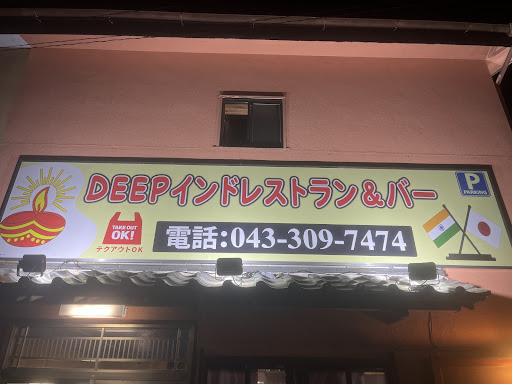 DEEPインドレストラン&バー
P
PARKING
TAKE OUT
OK!
テクアウトOK
電話:043-309-7474